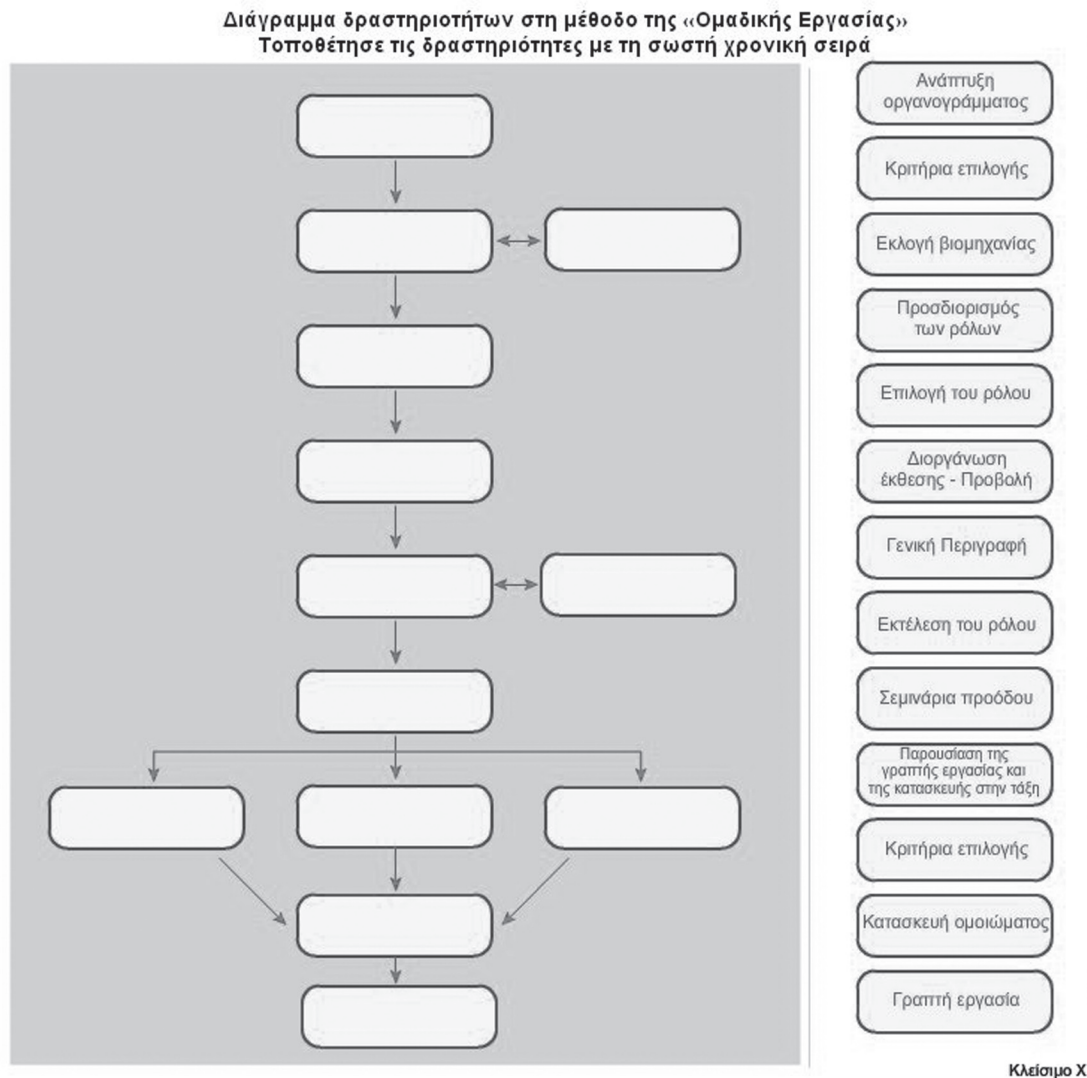 Διάγραμμα δραστηριοτήτων στη μέθοδο της «Ομαδικής Εργασίας»
Τοποθέτησε τις δραστηριότητες με τη σωστή χρονική σειρά
Ανάπτυξη
οργανογράμματος
Κριτήρια επιλογής
Εκλογή βιομηχανίας
Προσδιορισμός
των ρόλων
Επιλογή του ρόλου
Διοργάνωση
έκθεσης - Προβολή
Γενική Περιγραφή
Εκτέλεση του ρόλου
Σεμινάρια προόδου
Παρουσίαση της
γραπτής εργασίας και
της κατασκευής στην τάξη
Κριτήρια επιλογής
Κατασκευή ομοιώματος
Γραπτή εργασία
Κλείσιμο Χ